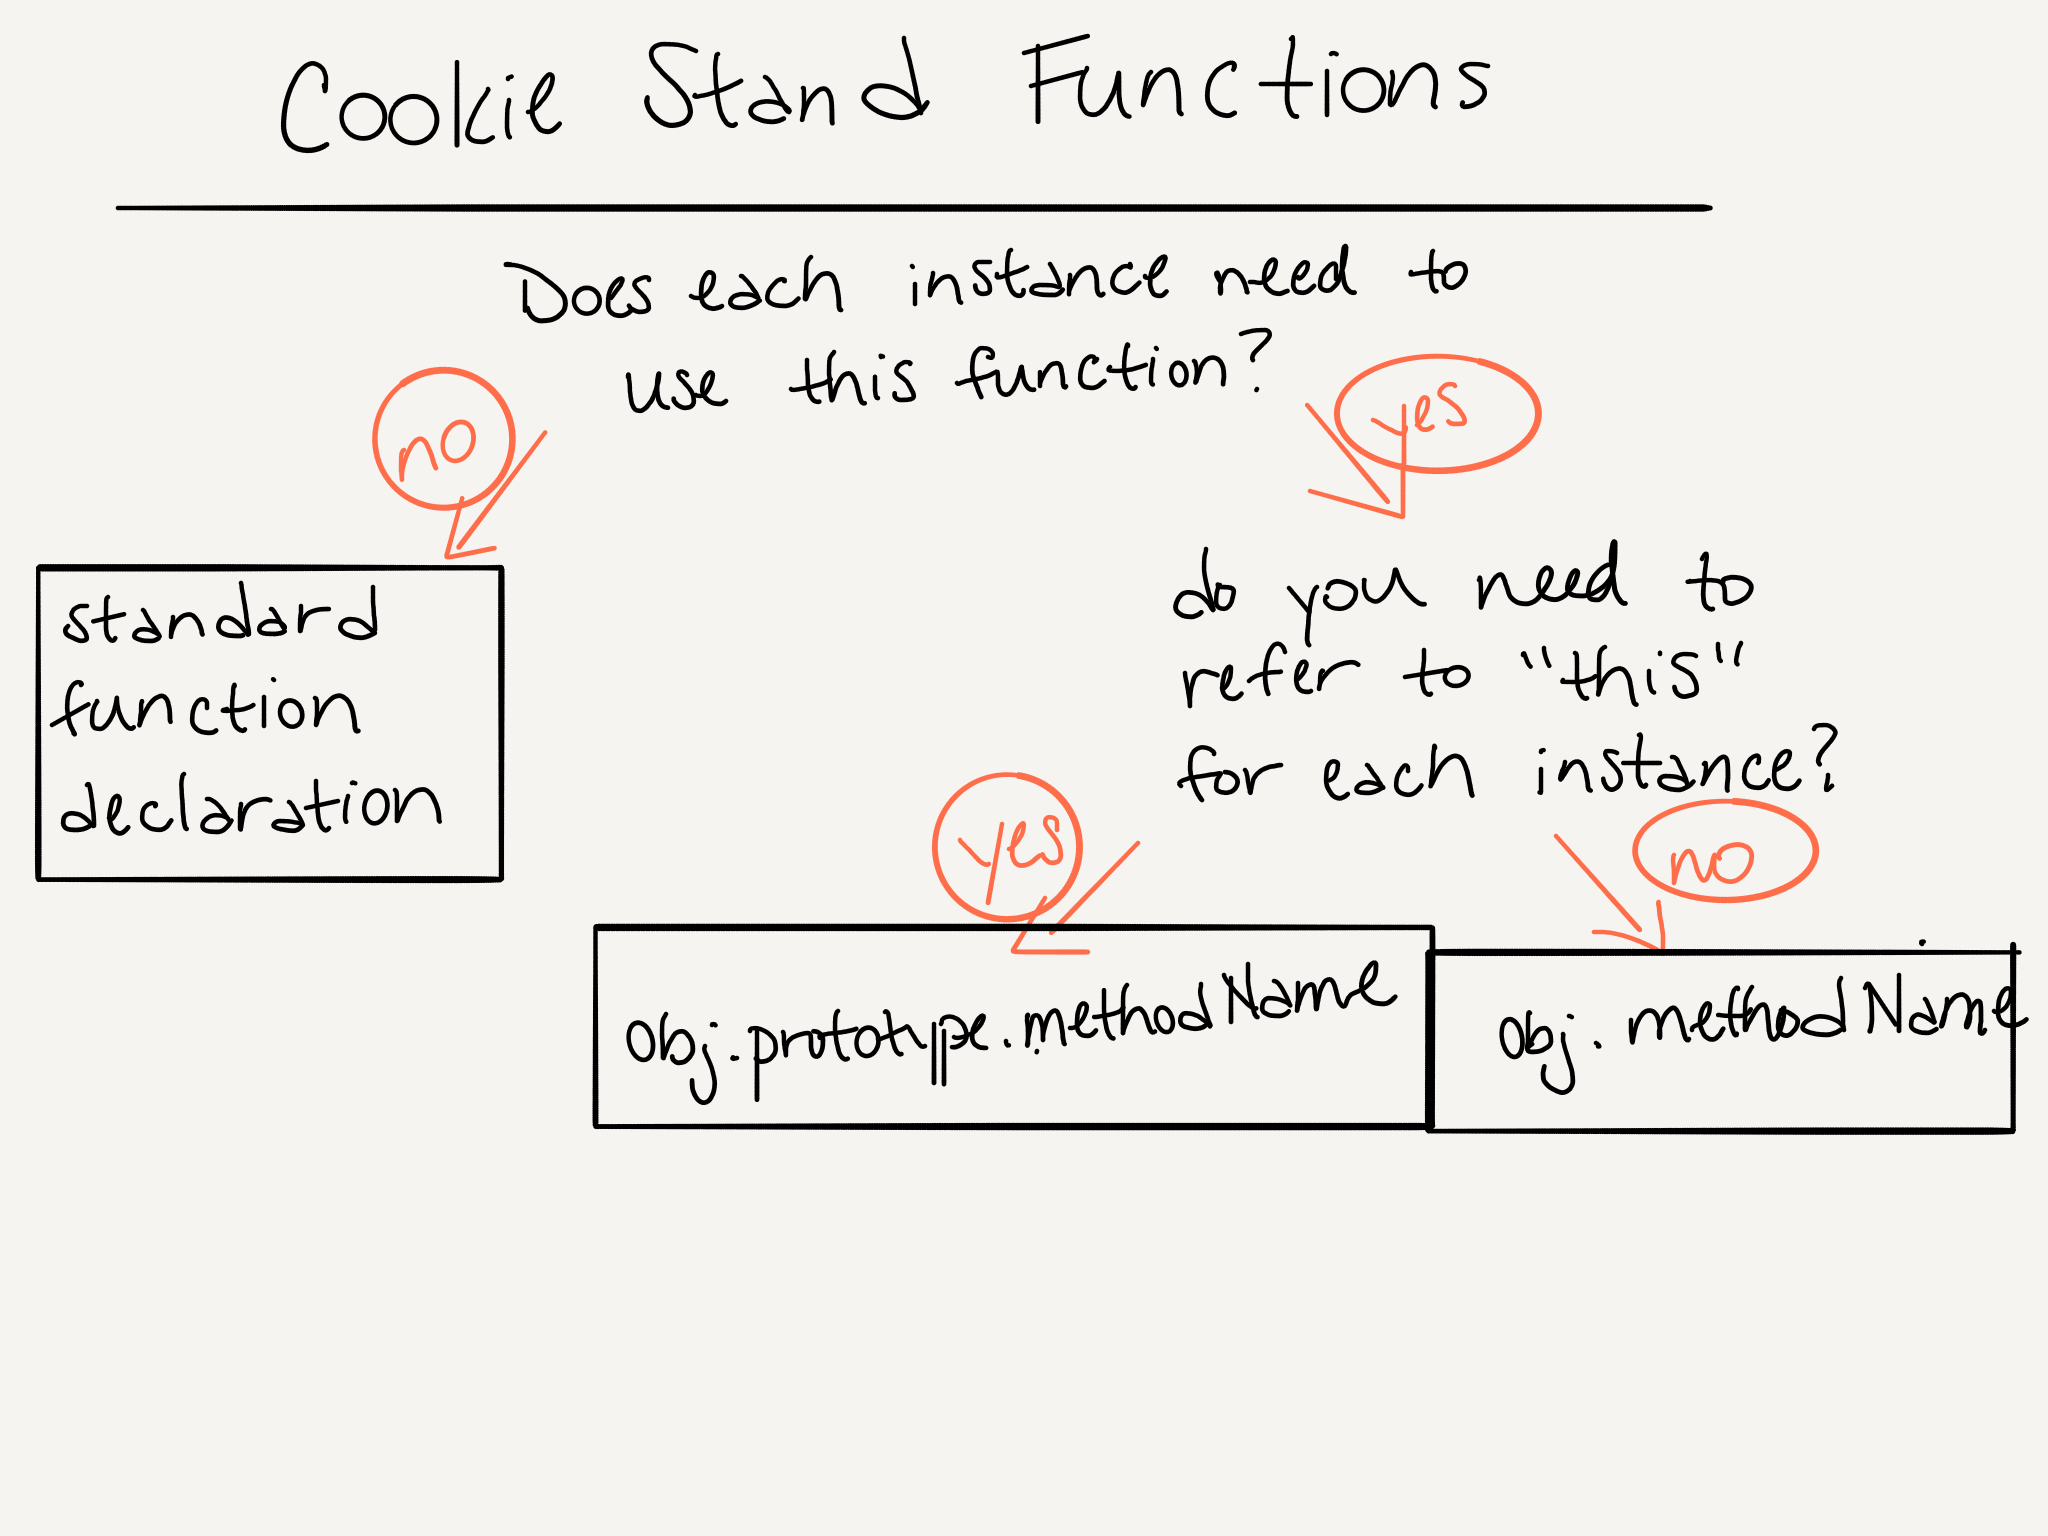 Cookie Stand Functions
Does each instance need to
use this function?
no
yes
standard
function
declaration
do you need to
refer to "this"
for each instance?
yes
no
Obj.prototype.methodName
Obj.methodName